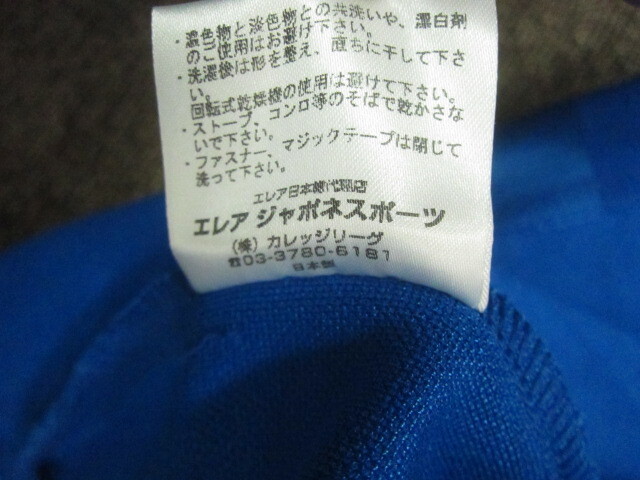 ・濃色物と淡色物との共洗いや、漂白剤
のご使用はお避け下さい。
・洗濯後は形を整え、直ちに干して下さ
い。
回転式乾燥機の使用は避けて下さい。
・ストーブ、コンロ等のそばで乾かさな
いで下さい。
・ファスナー、マジックテープは閉じて
洗って下さい。
エレア日本総代理店
エレア ジャポネスポーツ
(株) カレッジリーグ
☎03-3780-6181
日本製